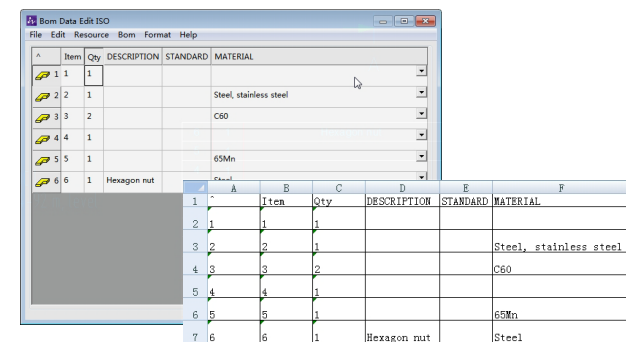 Bom Data Edit ISO
File Edit Resource Bom Format Help
^ Item Qty DESCRIPTION STANDARD MATERIAL
1 1 1
2 2 1 Steel, stainless steel
3 3 2 C60
4 4 1
5 5 1 65Mn
6 6 1 Hexagon nut Steel
A B C D E F
1 ^ Item Qty DESCRIPTION STANDARD MATERIAL
2 1 1 1
3 2 2 1 Steel, stainless steel
4 3 3 2 C60
5 4 4 1
6 5 5 1 65Mn
7 6 6 1 Hexagon nut Steel